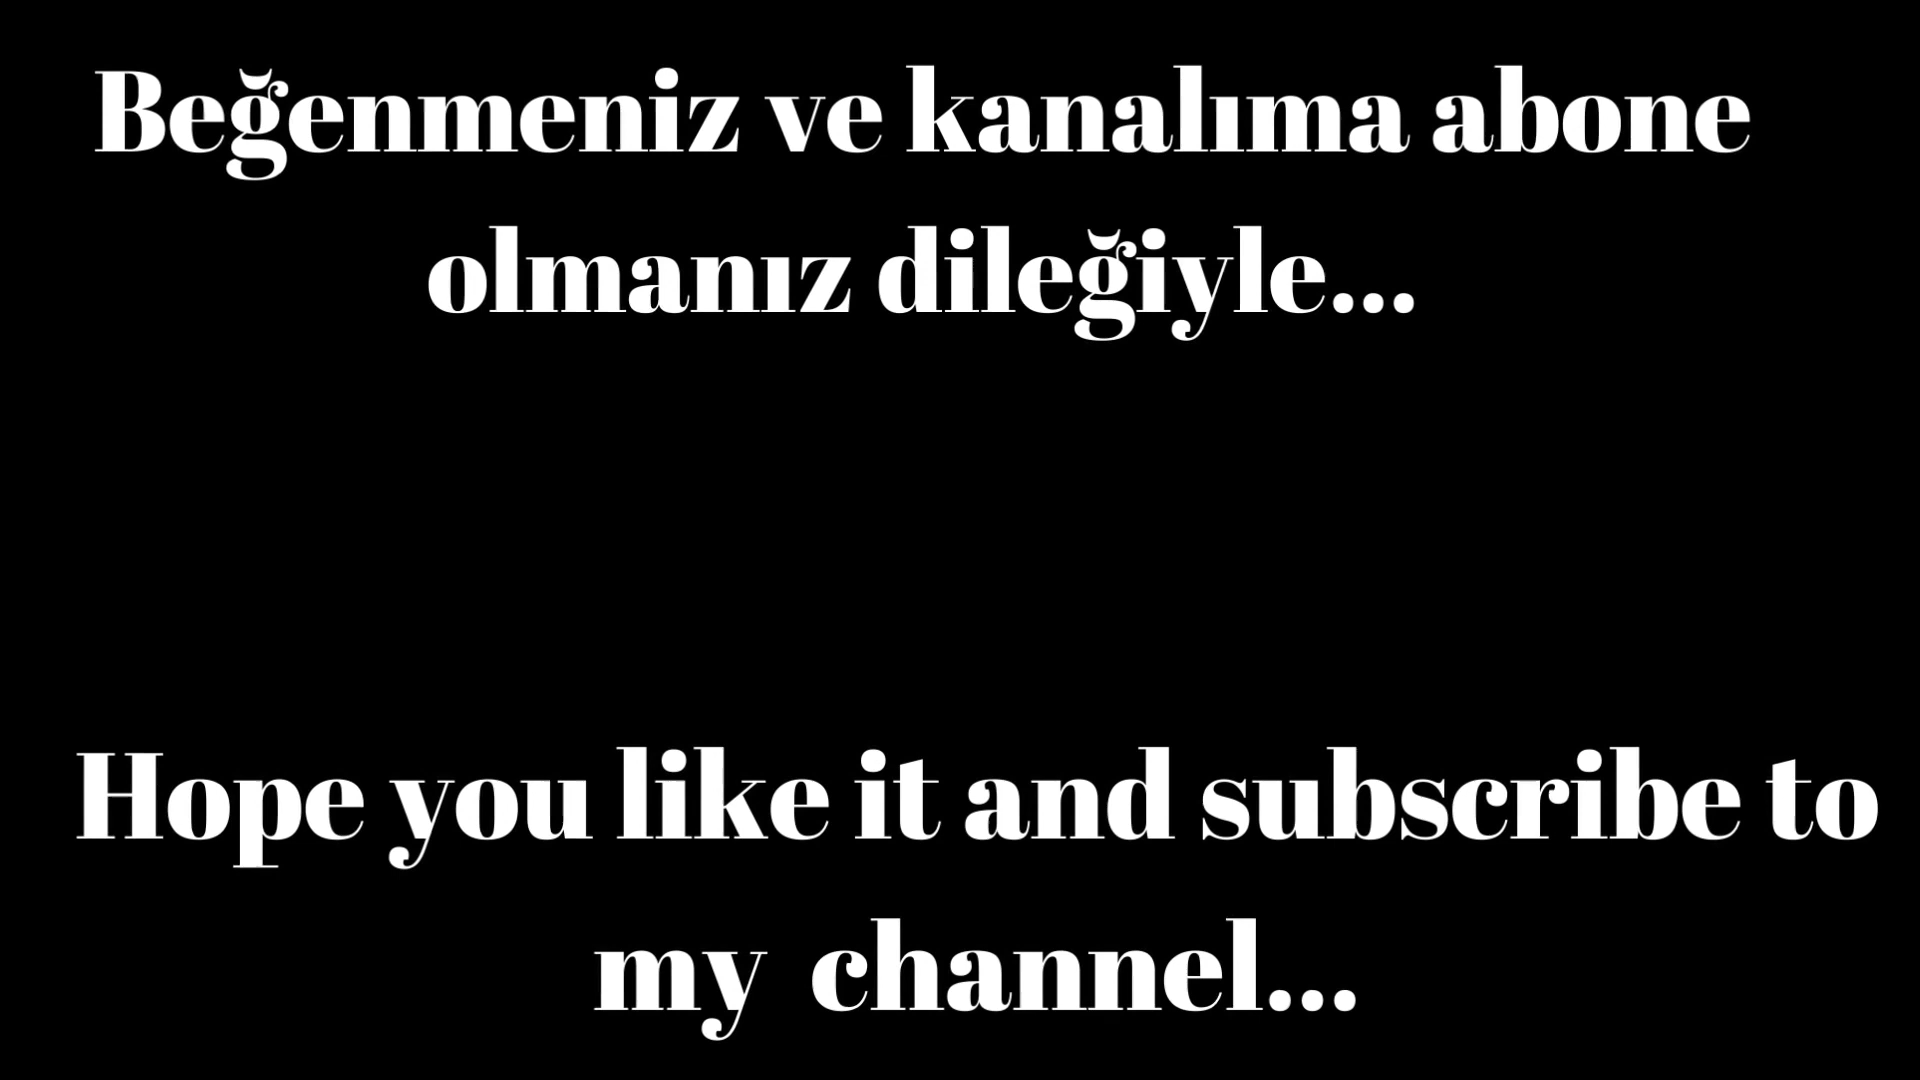 Beğenmeniz ve kanalıma abone
olmanız dileğiyle...
Hope you like it and subscribe to
my  channel...